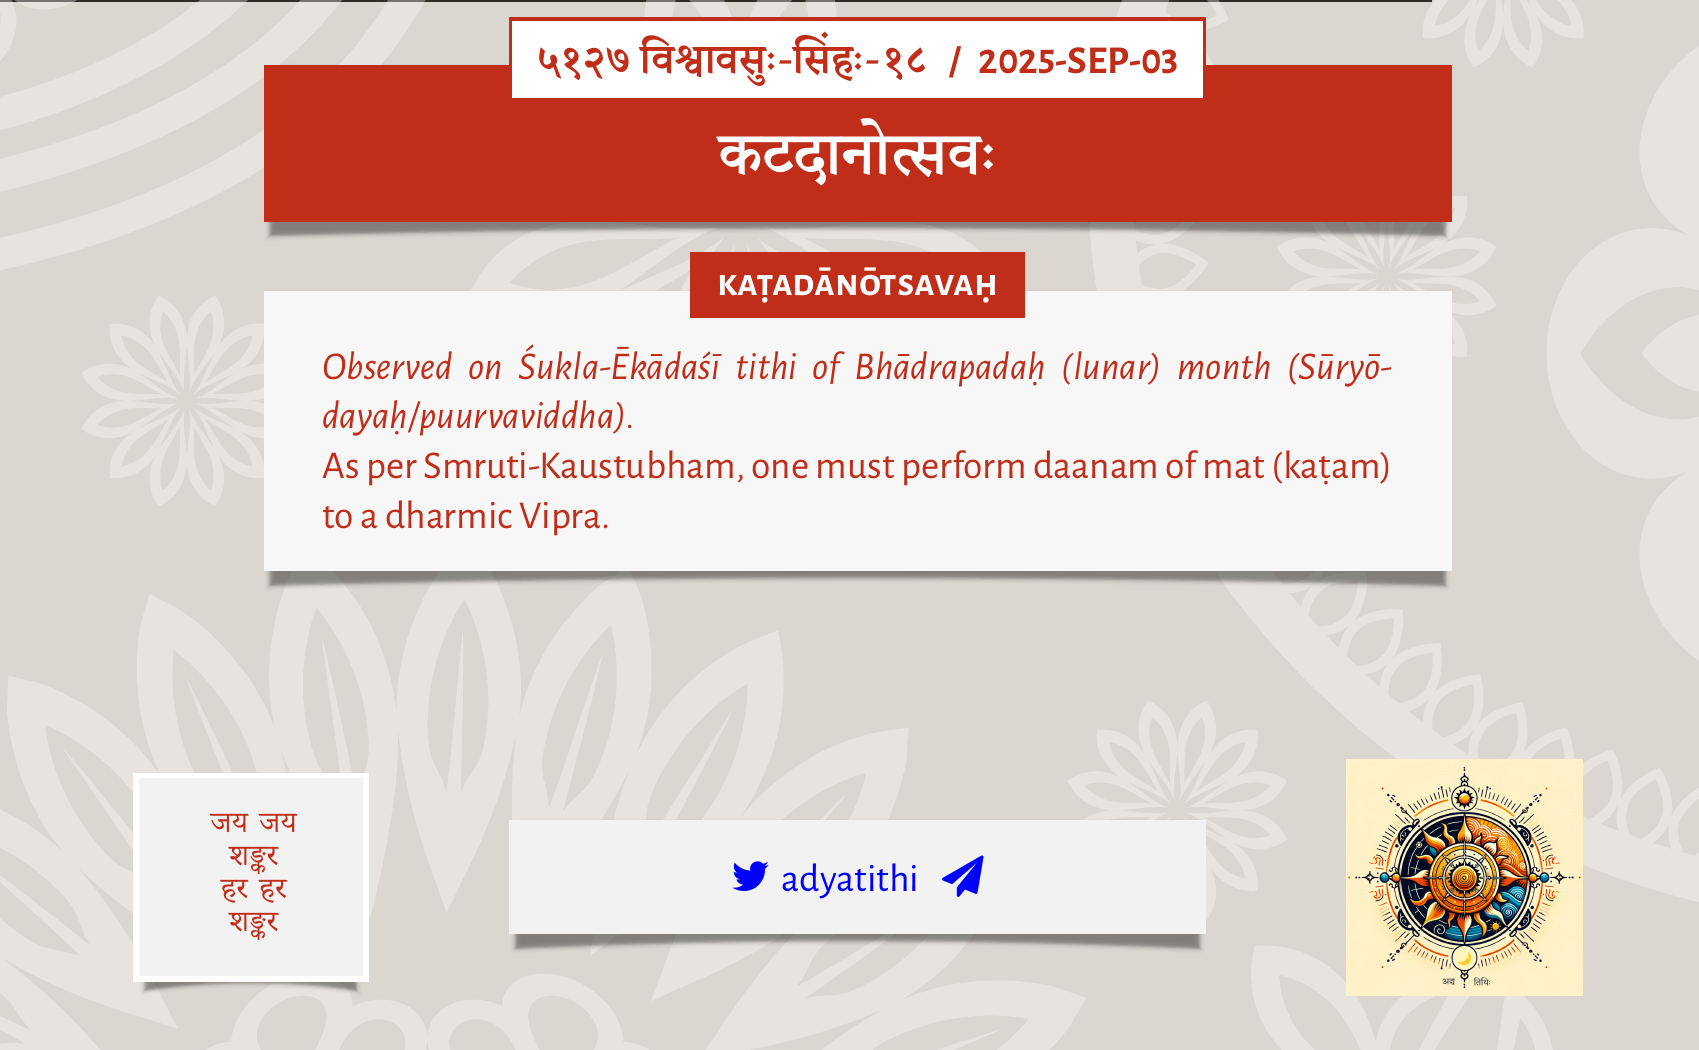 ५१२७ विश्वावसुः-सिंहः-१८ / 2025-SEP-03
कटदानोत्सवः
KAṬADĀNŌTSAVAḤ
Observed on Śukla-Ēkādaśī tithi of Bhādrapadaḥ (lunar) month (Sūryō-
dayaḥ/puurvaviddha).
As per Smruti-Kaustubham, one must perform daanam of mat (kaṭam)
to a dharmic Vipra.
जय जय
शङ्कर
हर हर
शङ्कर
adyatithi
अद्य तिथिः